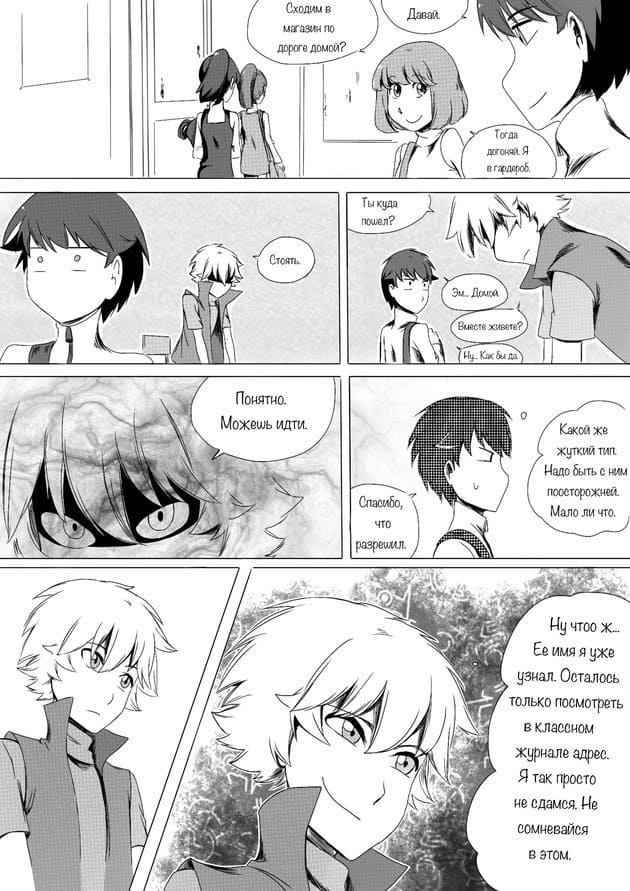 Сходим в
магазин по
дороге домой?
Давай.
Тогда
догоняй. Я
в гардероб.
Стоять.
Ты куда
пошел?
Эм... Домой.
Вместе живете?
Ну... Как бы да.
Понятно.
Можешь идти.
Спасибо,
что
разрешил.
Какой же
жуткий тип.
Надо быть с ним
поосторожней.
Мало ли что.
Ну чтоо ж...
Ее имя я уже
узнал. Осталось
только посмотреть
в классном
журнале адрес.
Я так просто
не сдамся. Не
сомневайся
в этом.